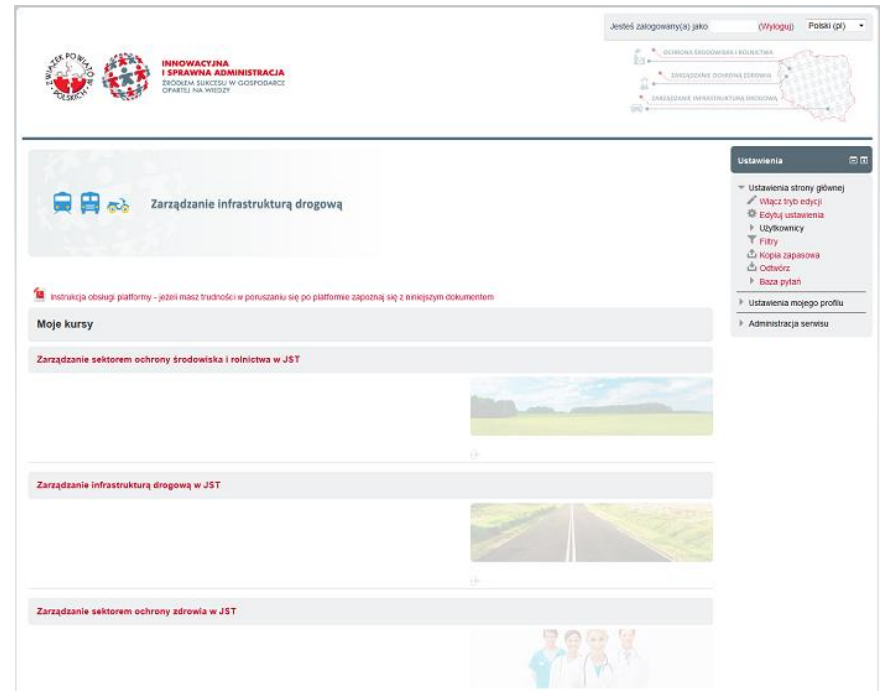 Jesteś zalogowany(a) jako (Wyloguj) Polski (pl)
ZWIĄZEK POWIATÓW POLSKICH
INNOWACYJNA
I SPRAWNA ADMINISTRACJA
ŹRÓDŁEM SUKCESU W GOSPODARCE
OPARTEJ NA WIEDZY
OCHRONA ŚRODOWISKA I ROLNICTWA
ZARZĄDZANIE OCHRONĄ ZDROWIA
ZARZĄDZANIE INFRASTRUKTURĄ DROGOWĄ
Zarządzanie infrastrukturą drogową
Instrukcja obsługi platformy - jeżeli masz trudności w poruszaniu się po platformie zapoznaj się z niniejszym dokumentem
Moje kursy
Zarządzanie sektorem ochrony środowiska i rolnictwa w JST
Zarządzanie infrastrukturą drogową w JST
Zarządzanie sektorem ochrony zdrowia w JST
Ustawienia
Ustawienia strony głównej
Włącz tryb edycji
Edytuj ustawienia
Użytkownicy
Filtry
Kopia zapasowa
Odtwórz
Baza pytań
Ustawienia mojego profilu
Administracja serwisu